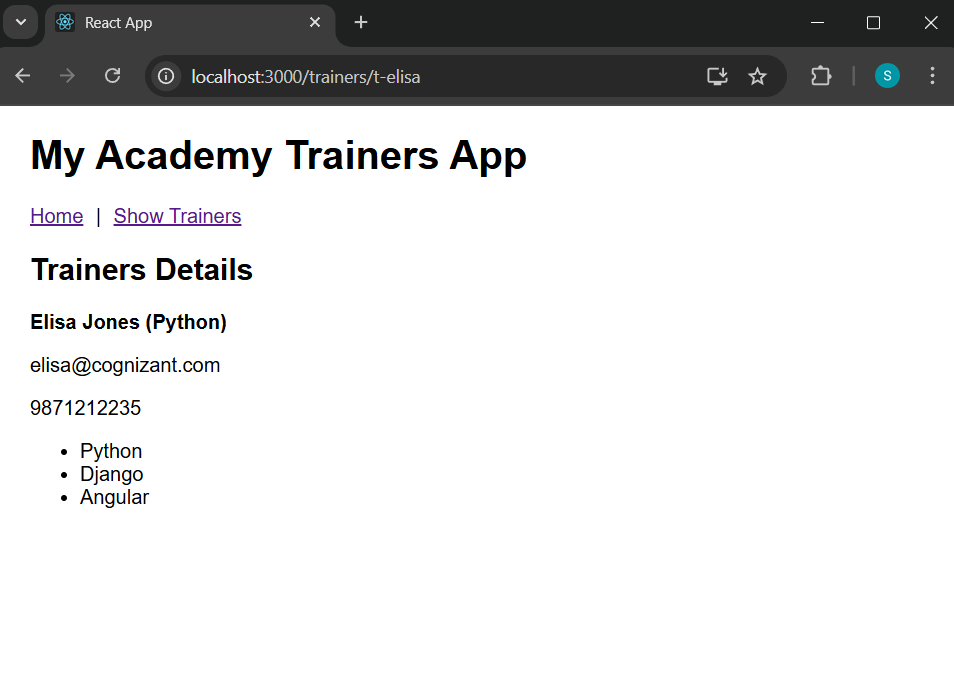 React App
localhost:3000/trainers/t-elisa
S
My Academy Trainers App
Home | Show Trainers
Trainers Details
Elisa Jones (Python)
elisa@cognizant.com
9871212235
Python
Django
Angular